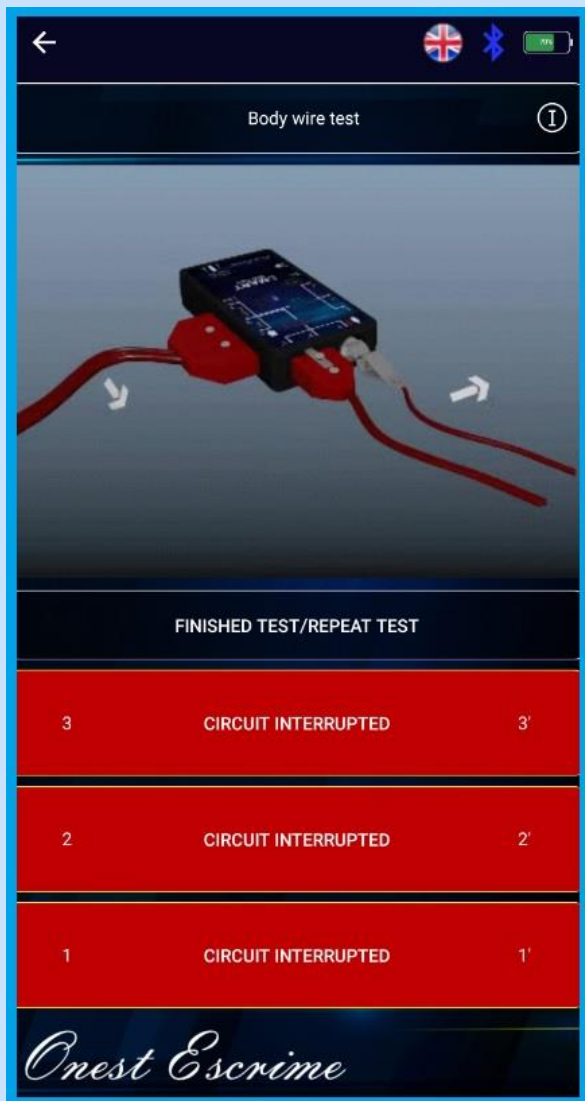 70%
Body wire test
I
FINISHED TEST/REPEAT TEST
3 CIRCUIT INTERRUPTED 3'
2 CIRCUIT INTERRUPTED 2'
1 CIRCUIT INTERRUPTED 1'
Onest Escrime